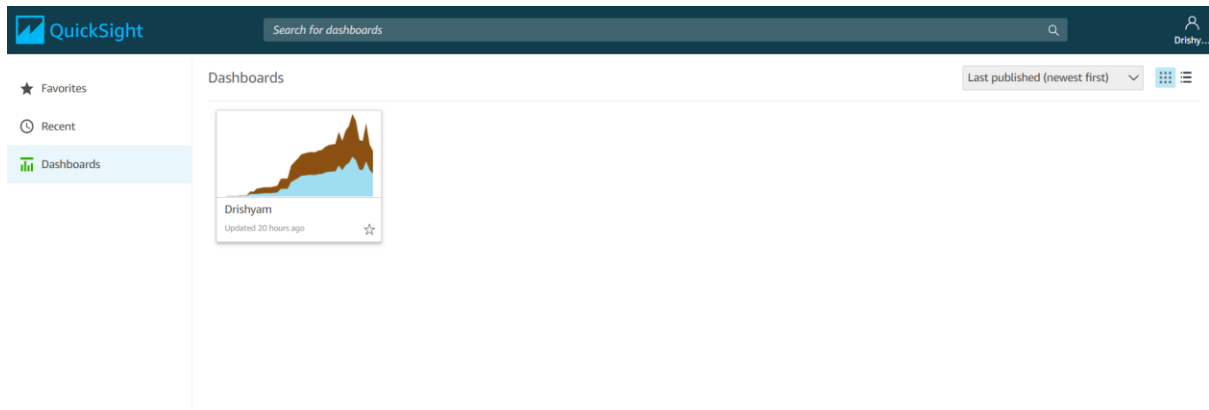 QuickSight
Search for dashboards
Drishy...
Favorites
Recent
Dashboards
Dashboards
Last published (newest first)
Drishyam
Updated 20 hours ago